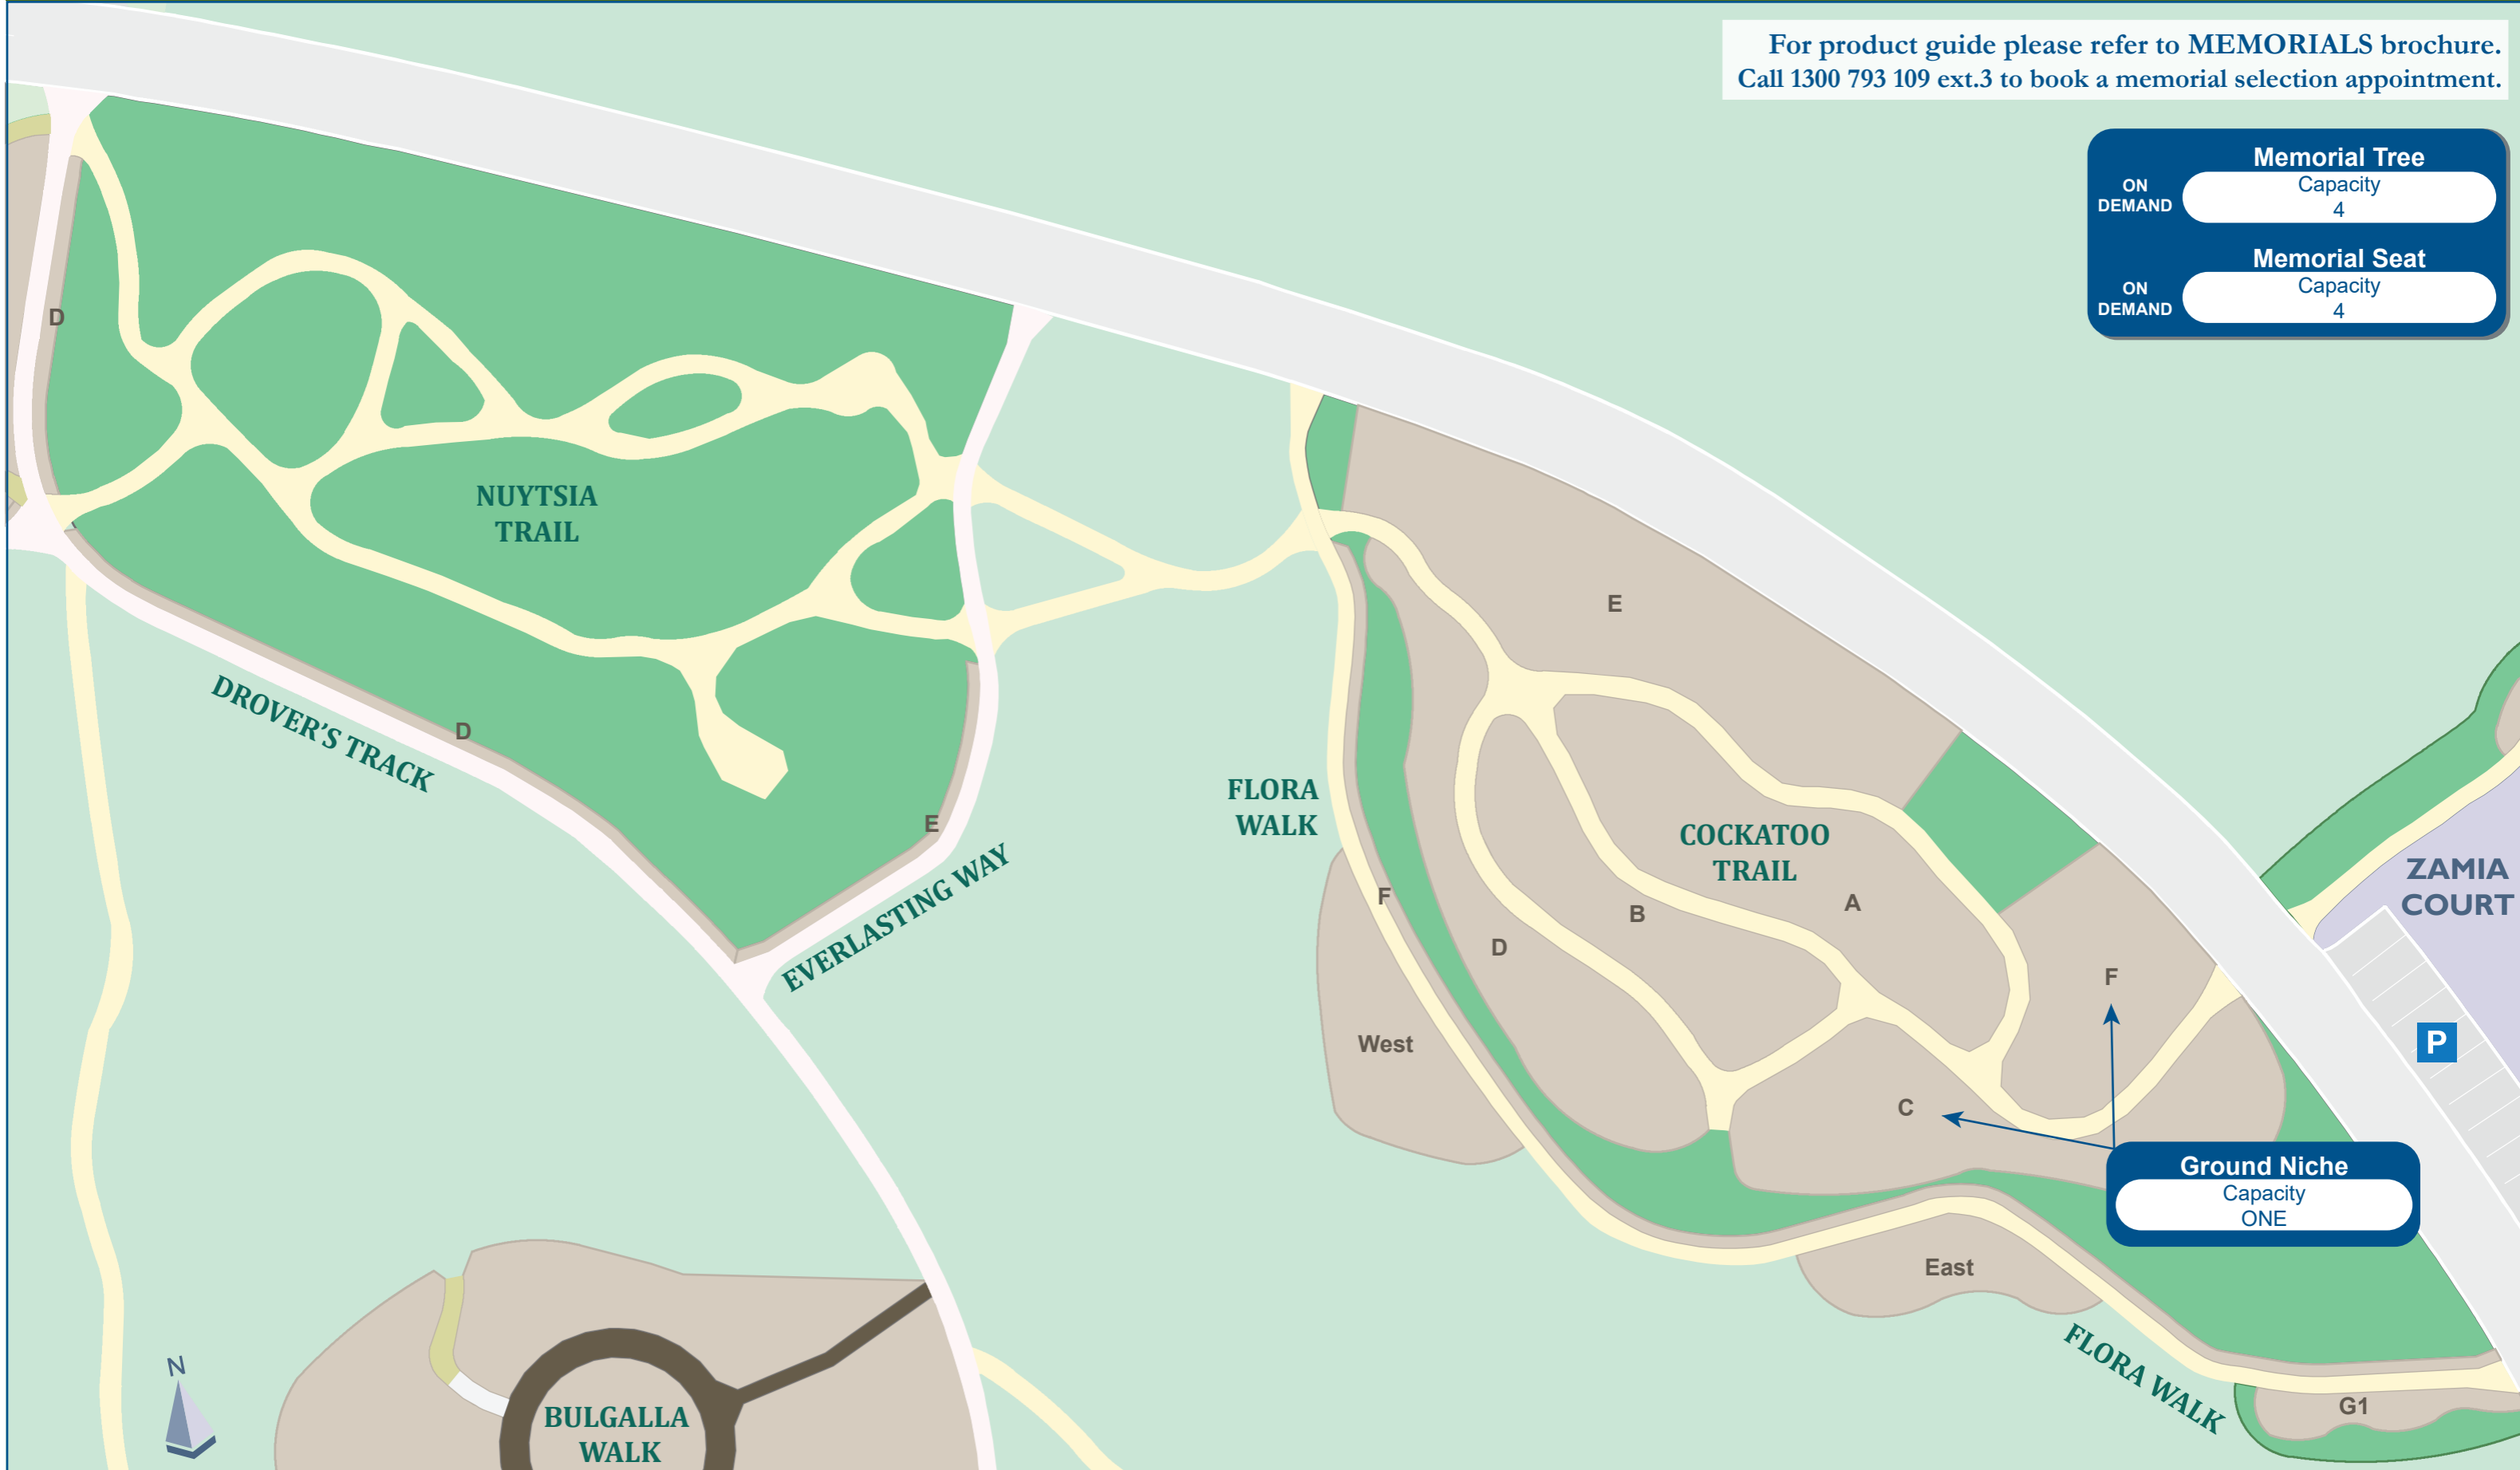 For product guide please refer to MEMORIALS brochure.
Call 1300 793 109 ext.3 to book a memorial selection appointment.
Memorial Tree
ON
DEMAND
Capacity
4
Memorial Seat
ON
DEMAND
Capacity
4
D
NUYTSIA
TRAIL
DROVER'S TRACK
D
E
EVERLASTING WAY
FLORA
WALK
E
COCKATOO
TRAIL
A
B
D
F
F
West
C
ZAMIA
COURT
P
Ground Niche
Capacity
ONE
East
FLORA WALK
G1
N
BULGALLA
WALK